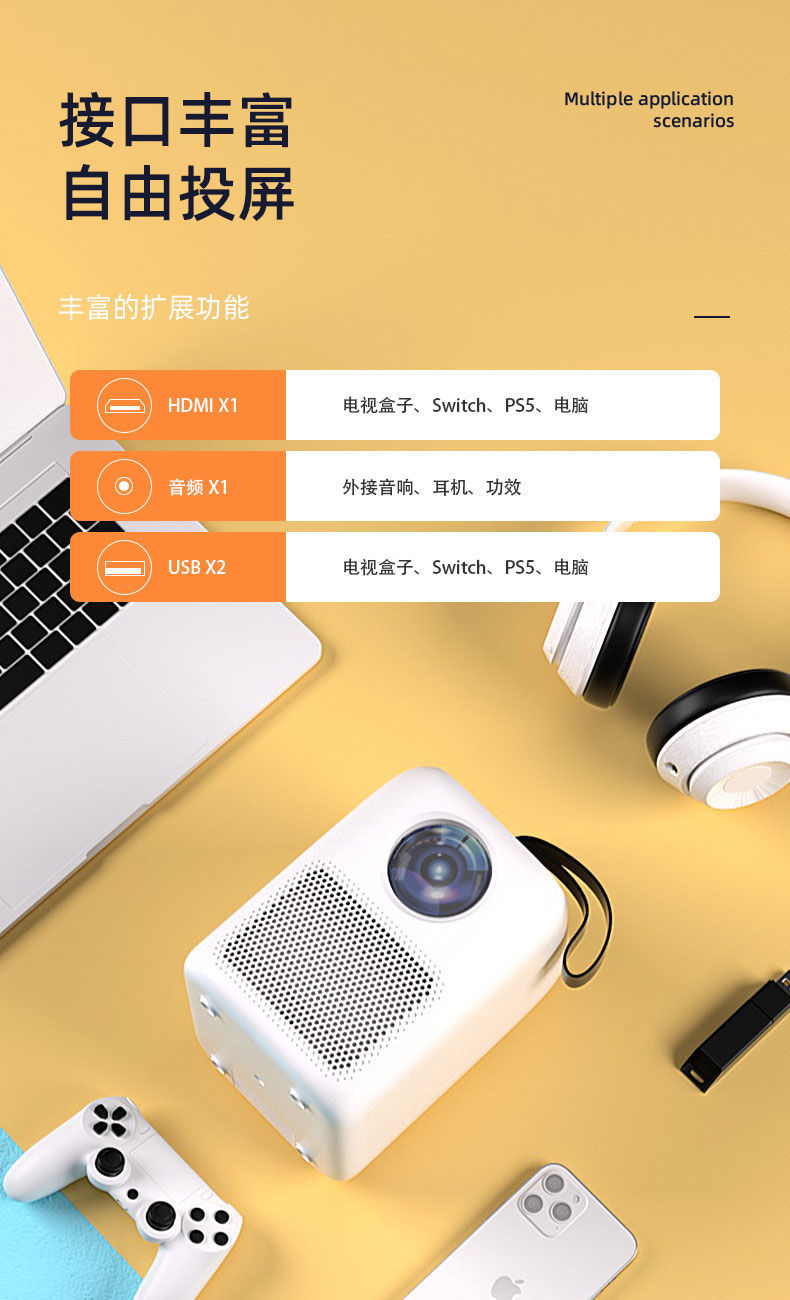 接口丰富
自由投屏
Multiple application
scenarios
丰富的扩展功能
HDMI X1
电视盒子、Switch、PS5、电脑
音频 X1
外接音响、耳机、功效
USB X2
电视盒子、Switch、PS5、电脑